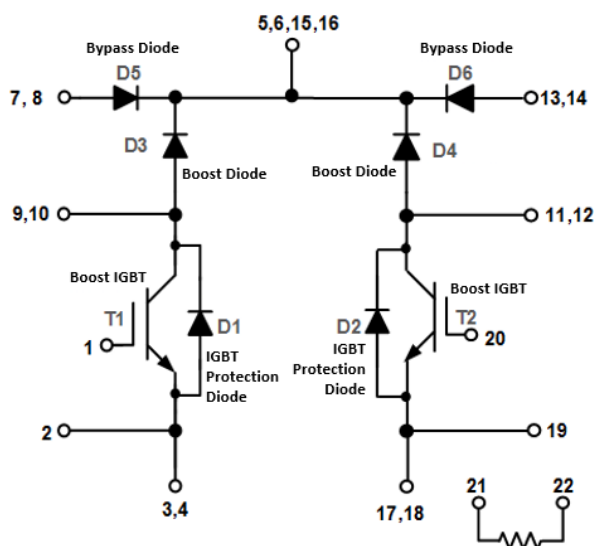 5,6,15,16
Bypass Diode
Bypass Diode
D5
D6
7, 8
13,14
D3
D4
Boost Diode
Boost Diode
9,10
11,12
Boost IGBT
Boost IGBT
T1
D1
D2
T2
1
20
IGBT
Protection
Diode
IGBT
Protection
Diode
2
19
3,4
17,18
21
22